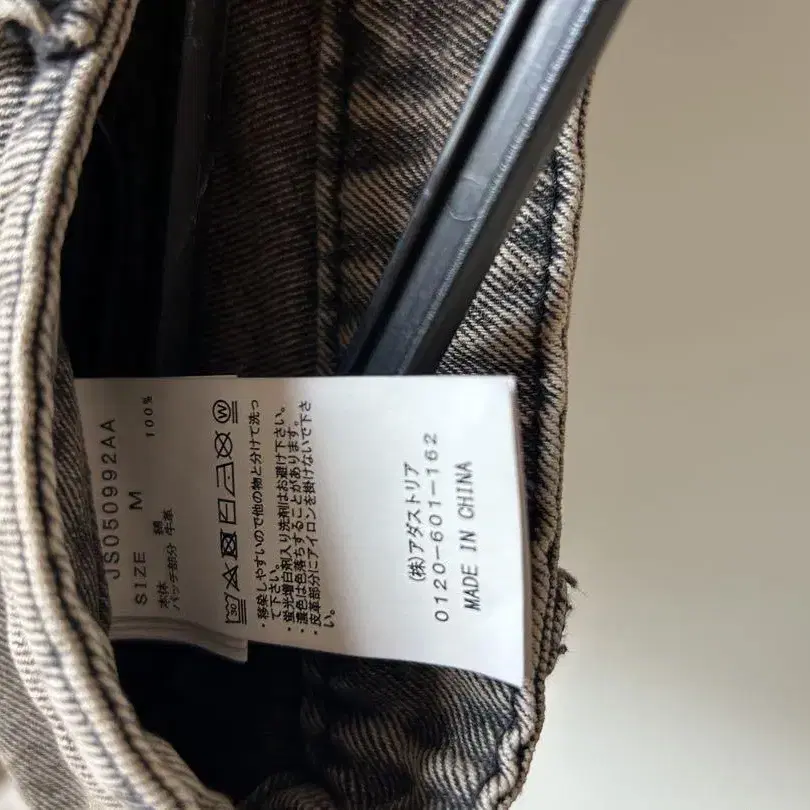 JS050992AA
SIZE M
本体 綿 100%
パッチ部分 牛革
30
W
・移染しやすいので他の物と分けて洗っ
て下さい。
・蛍光増白剤入り洗剤はお避け下さい。
・濃色は色落ちすることがあります。
・皮革部分にアイロンを掛けないで下さ
い。
(株)アダストリア
0120-601-162
MADE IN CHINA